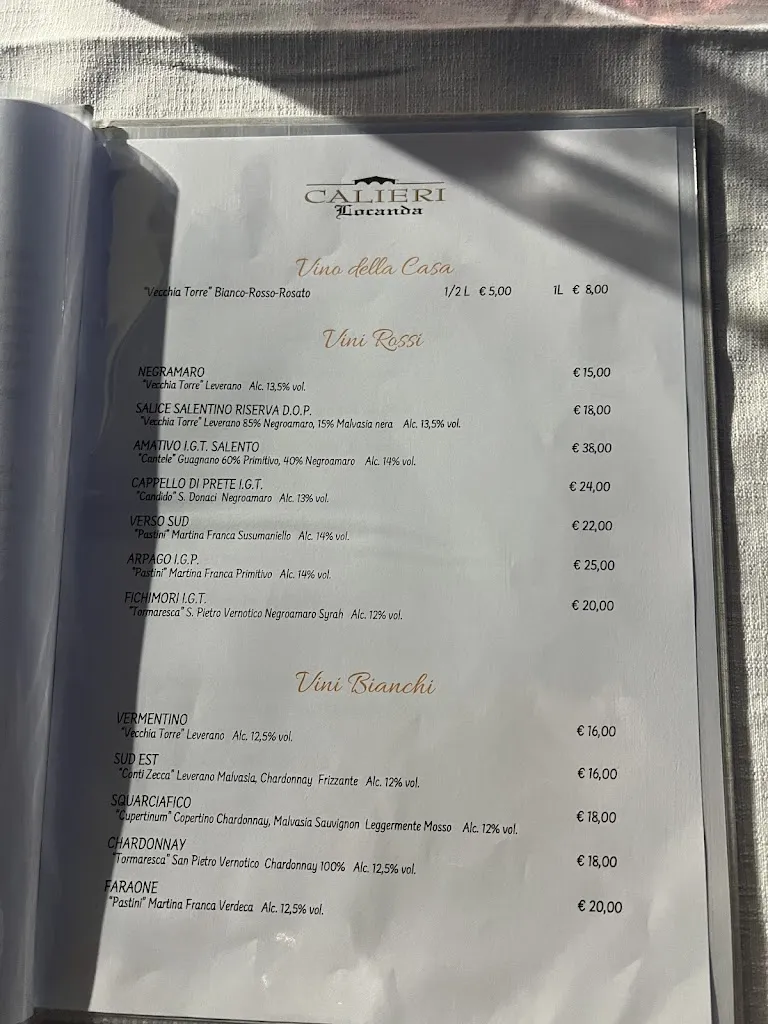 CALIERI
Locanda
Vino della Casa
"Vecchia Torre" Bianco-Rosso-Rosato 1/2 L € 5,00 1L € 8,00
Vini Rossi
NEGRAMARO € 15,00
"Vecchia Torre" Leverano Alc. 13,5% vol.
SALICE SALENTINO RISERVA D.O.P. € 18,00
"Vecchia Torre" Leverano 85% Negroamaro, 15% Malvasia nera Alc. 13,5% vol.
AMATIVO I.G.T. SALENTO € 38,00
"Cantele" Guagnano 60% Primitivo, 40% Negroamaro Alc. 14% vol.
CAPPELLO DI PRETE I.G.T. € 24,00
"Candido" S. Donaci Negroamaro Alc. 13% vol.
VERSO SUD € 22,00
"Pastini" Martina Franca Susumaniello Alc. 14% vol.
ARPAGO I.G.P. € 25,00
"Pastini" Martina Franca Primitivo Alc. 14% vol.
FICHIMORI I.G.T. € 20,00
"Tormaresca" S. Pietro Vernotico Negroamaro Syrah Alc. 12% vol.
Vini Bianchi
VERMENTINO € 16,00
"Vecchia Torre" Leverano Alc. 12,5% vol.
SUD EST € 16,00
"Conti Zecca" Leverano Malvasia, Chardonnay Frizzante Alc. 12% vol.
SQUARCIAFICO € 18,00
"Cupertinum" Copertino Chardonnay, Malvasia Sauvignon Leggermente Mosso Alc. 12% vol.
CHARDONNAY € 18,00
"Tormaresca" San Pietro Vernotico Chardonnay 100% Alc. 12,5% vol.
FARAONE € 20,00
"Pastini" Martina Franca Verdeca Alc. 12,5% vol.